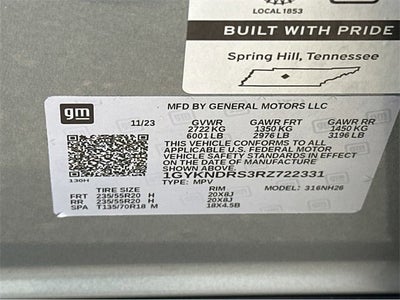 LOCAL 1853
BUILT WITH PRIDE
Spring Hill, Tennessee
gm
MFD BY GENERAL MOTORS LLC
11/23 GVWR GAWR FRT GAWR RR
2722 KG 1350 KG 1450 KG
6001 LB 2976 LB 3196 LB
THIS VEHICLE CONFORMS TO ALL
APPLICABLE U.S. FEDERAL MOTOR
VEHICLE SAFETY STANDARDS IN EFFECT
ON THE DATE OF MANUFACTURE
SHOWN ABOVE.
1GYKNDRS3RZ722331
TYPE: MPV MODEL: 316NH26
130H
TIRE SIZE RIM
FRT 235/55R20 H 20X8J
RR 235/55R20 H 20X8J
SPA T135/70R18 M 18X4.5B